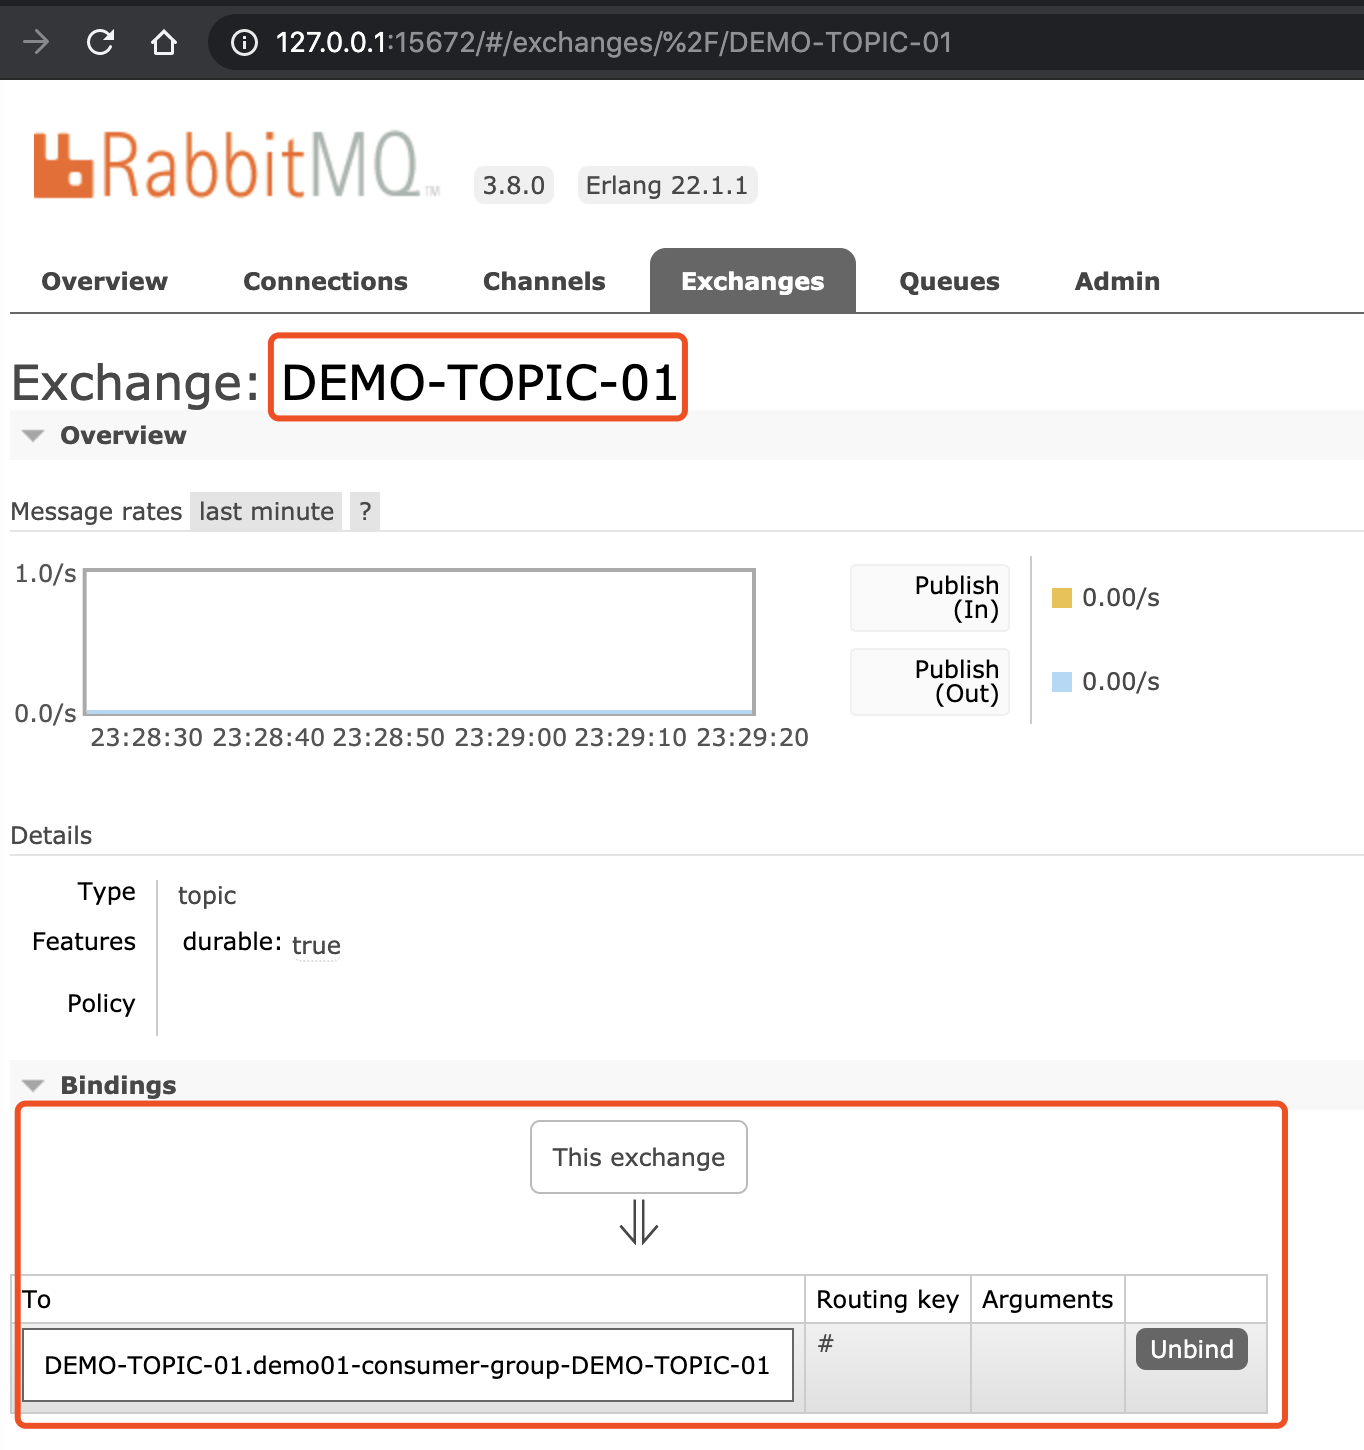 127.0.0.1:15672/#/exchanges/%2F/DEMO-TOPIC-01
RabbitMQ TM 3.8.0 Erlang 22.1.1
Overview Connections Channels Exchanges Queues Admin
Exchange: DEMO-TOPIC-01
Overview
Message rates last minute ?
1.0/s
0.0/s
23:28:30 23:28:40 23:28:50 23:29:00 23:29:10 23:29:20
Publish
(In)
0.00/s
Publish
(Out)
0.00/s
Details
Type topic
Features durable: true
Policy
Bindings
This exchange
⇓
To Routing key Arguments
DEMO-TOPIC-01.demo01-consumer-group-DEMO-TOPIC-01 # Unbind